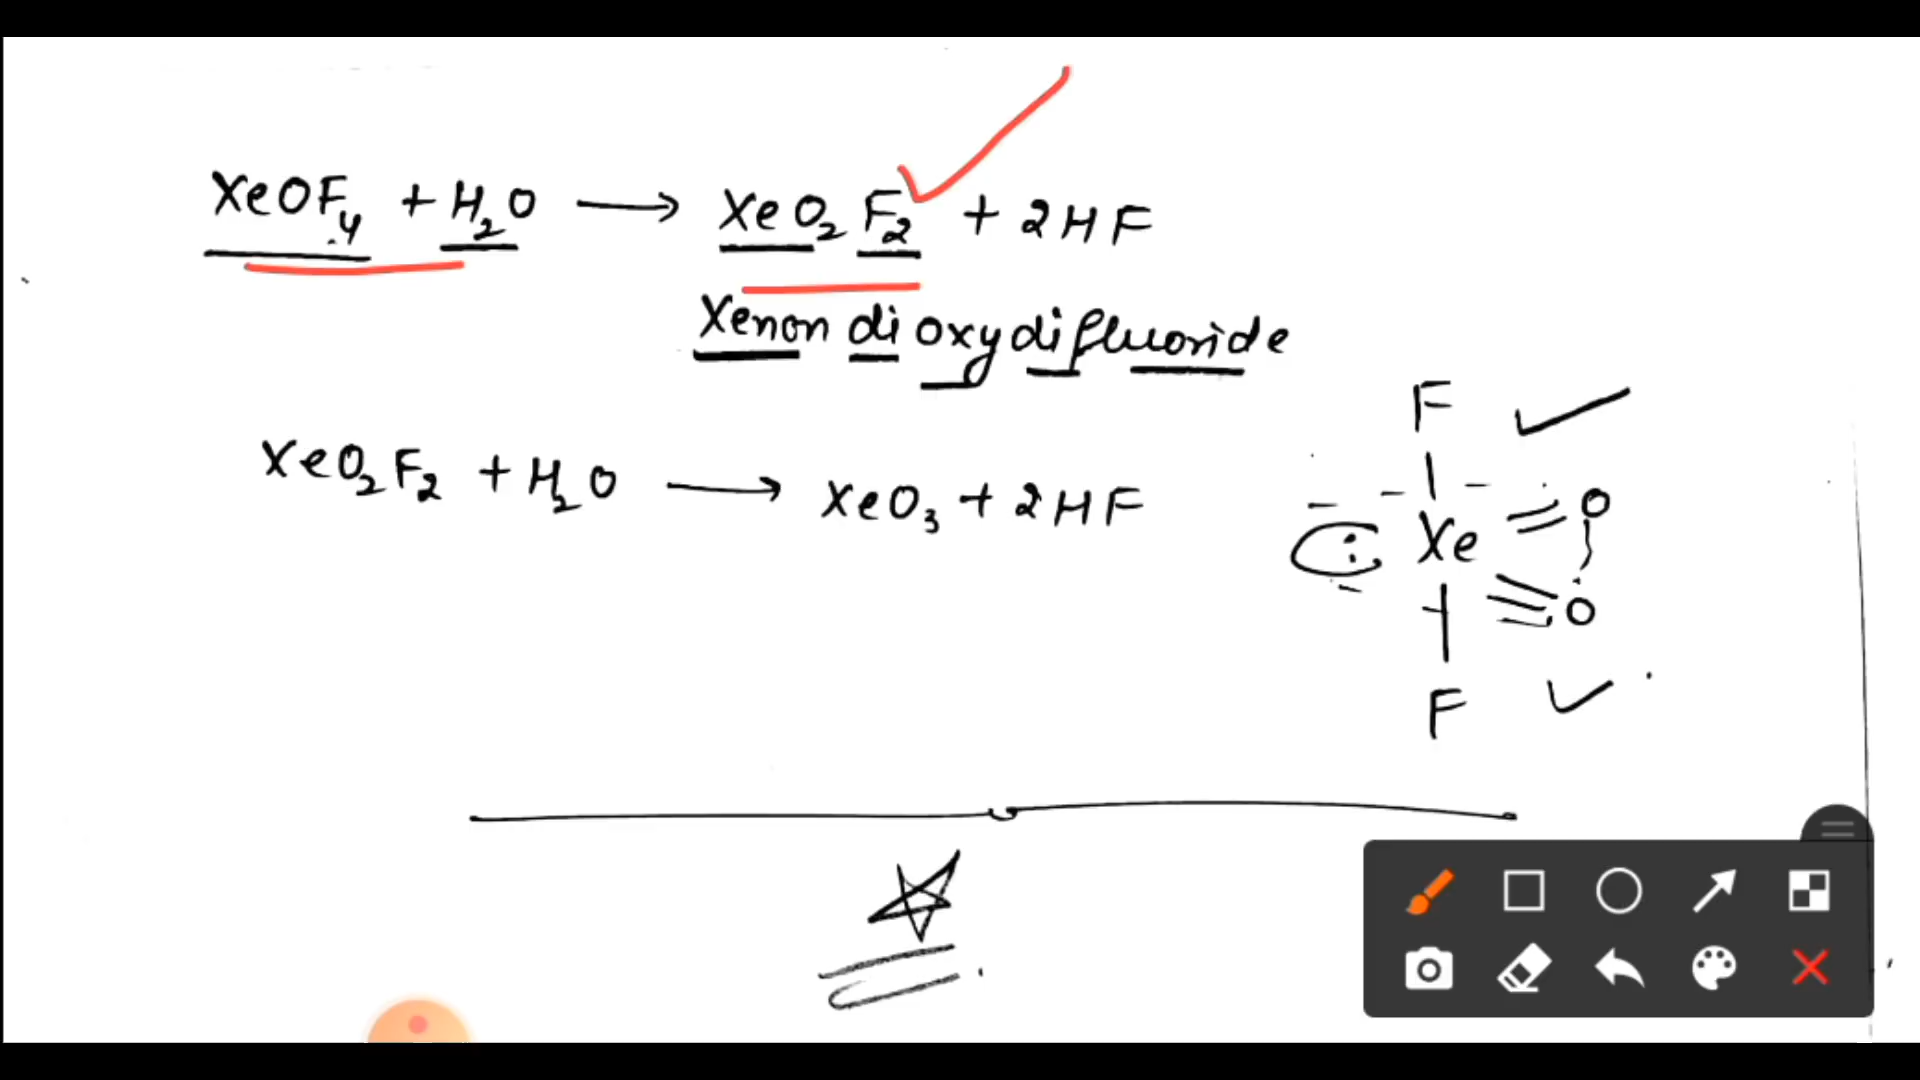 XeOF₄ + H₂O ⟶ XeO₂F₂ + 2HF
Xenon dioxydifluoride
XeO₂F₂ + H₂O ⟶ XeO₃ + 2HF
F
: Xe = O
= O
F